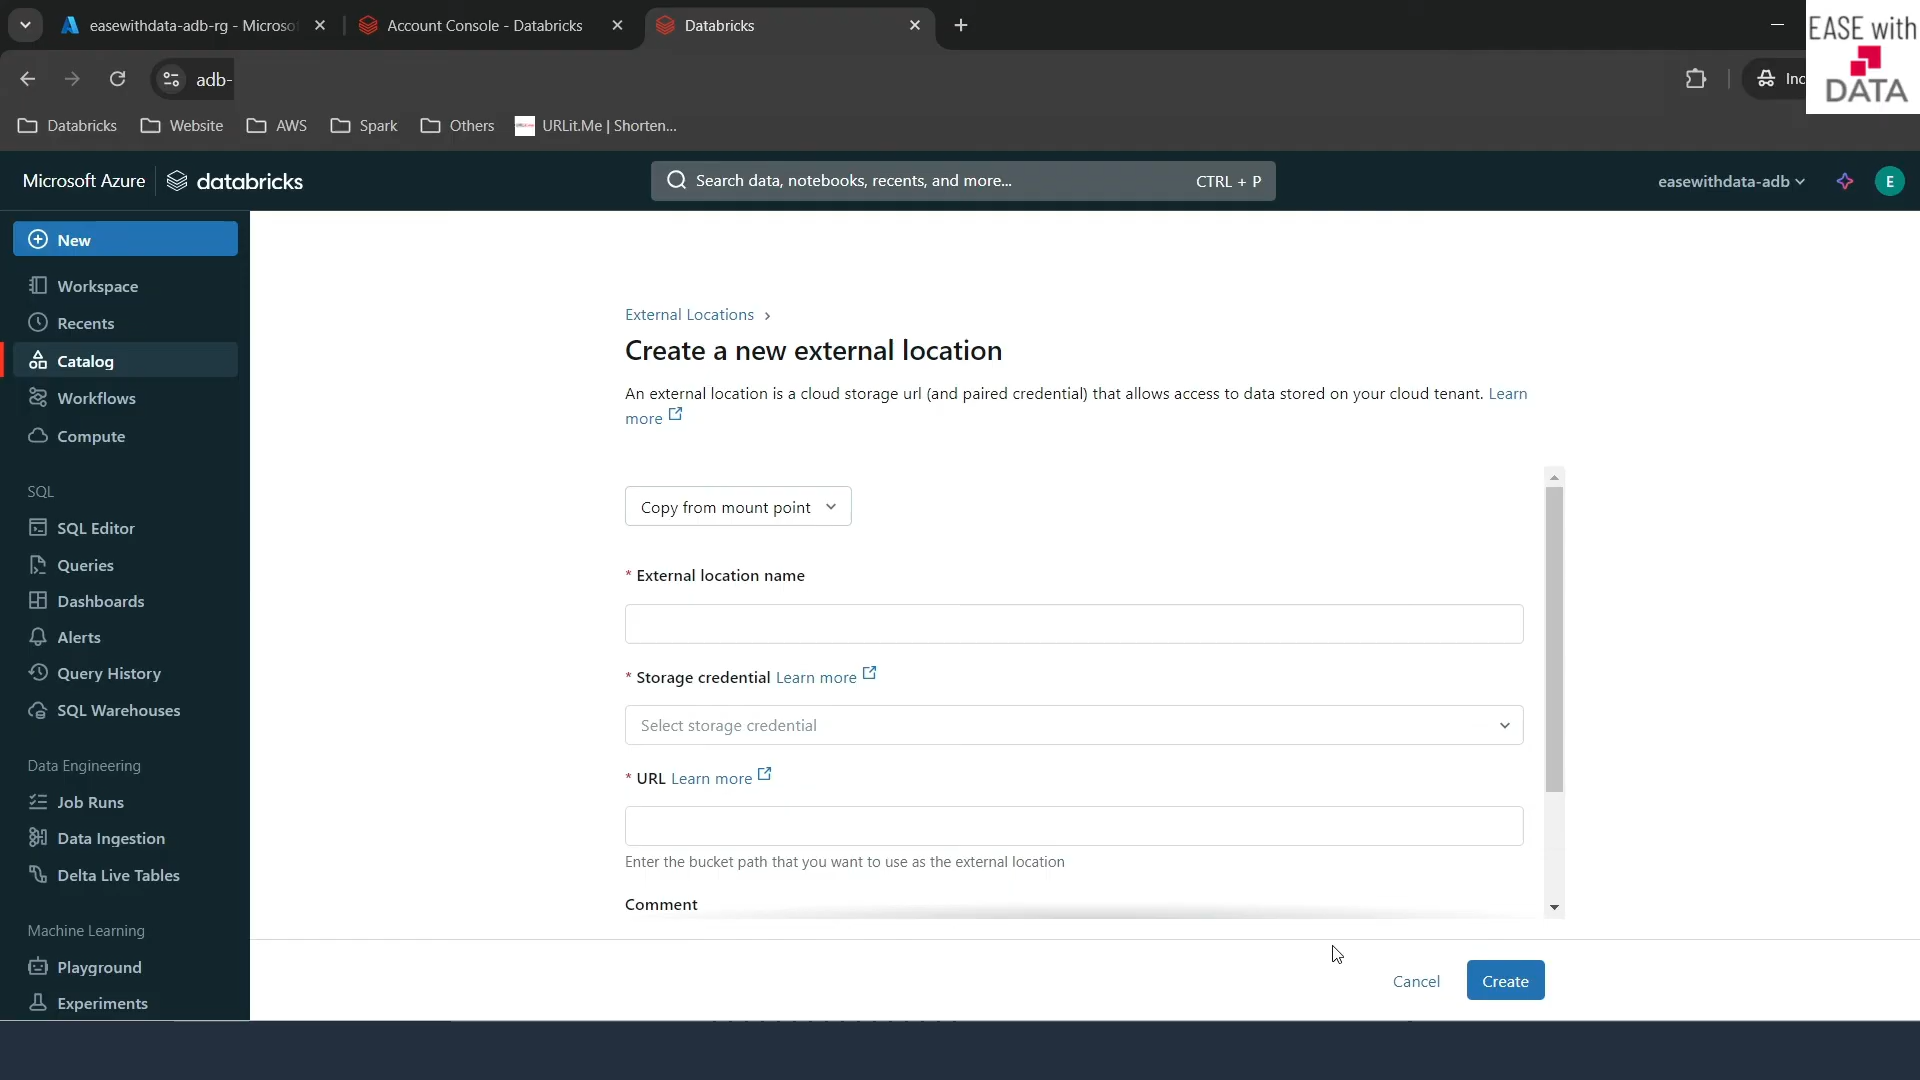 easewithdata-adb-rg - Microso
Account Console - Databricks
Databricks
EASE with
DATA
adb-
Inc
Databricks
Website
AWS
Spark
Others
URLit.Me | Shorten...
Microsoft Azure
databricks
Search data, notebooks, recents, and more...
CTRL + P
easewithdata-adb
E
New
Workspace
Recents
Catalog
Workflows
Compute
SQL
SQL Editor
Queries
Dashboards
Alerts
Query History
SQL Warehouses
Data Engineering
Job Runs
Data Ingestion
Delta Live Tables
Machine Learning
Playground
Experiments
External Locations >
Create a new external location
An external location is a cloud storage url (and paired credential) that allows access to data stored on your cloud tenant. Learn
more
Copy from mount point
* External location name
* Storage credential Learn more
Select storage credential
* URL Learn more
Enter the bucket path that you want to use as the external location
Comment
Cancel
Create